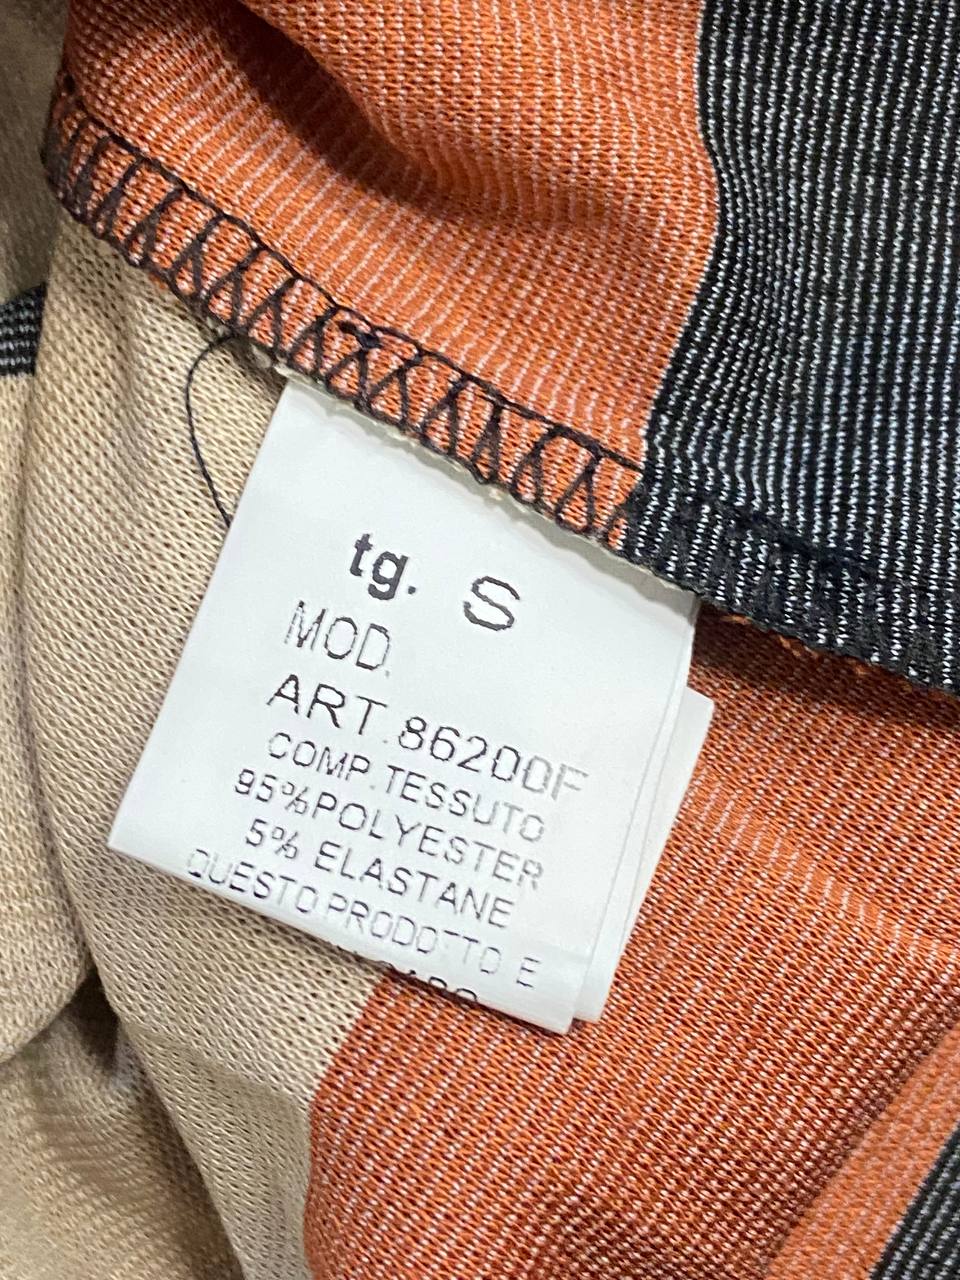 tg. S
MOD.
ART.86200F
COMP.TESSUTO
95%POLYESTER
5% ELASTANE
QUESTO PRODOTTO E